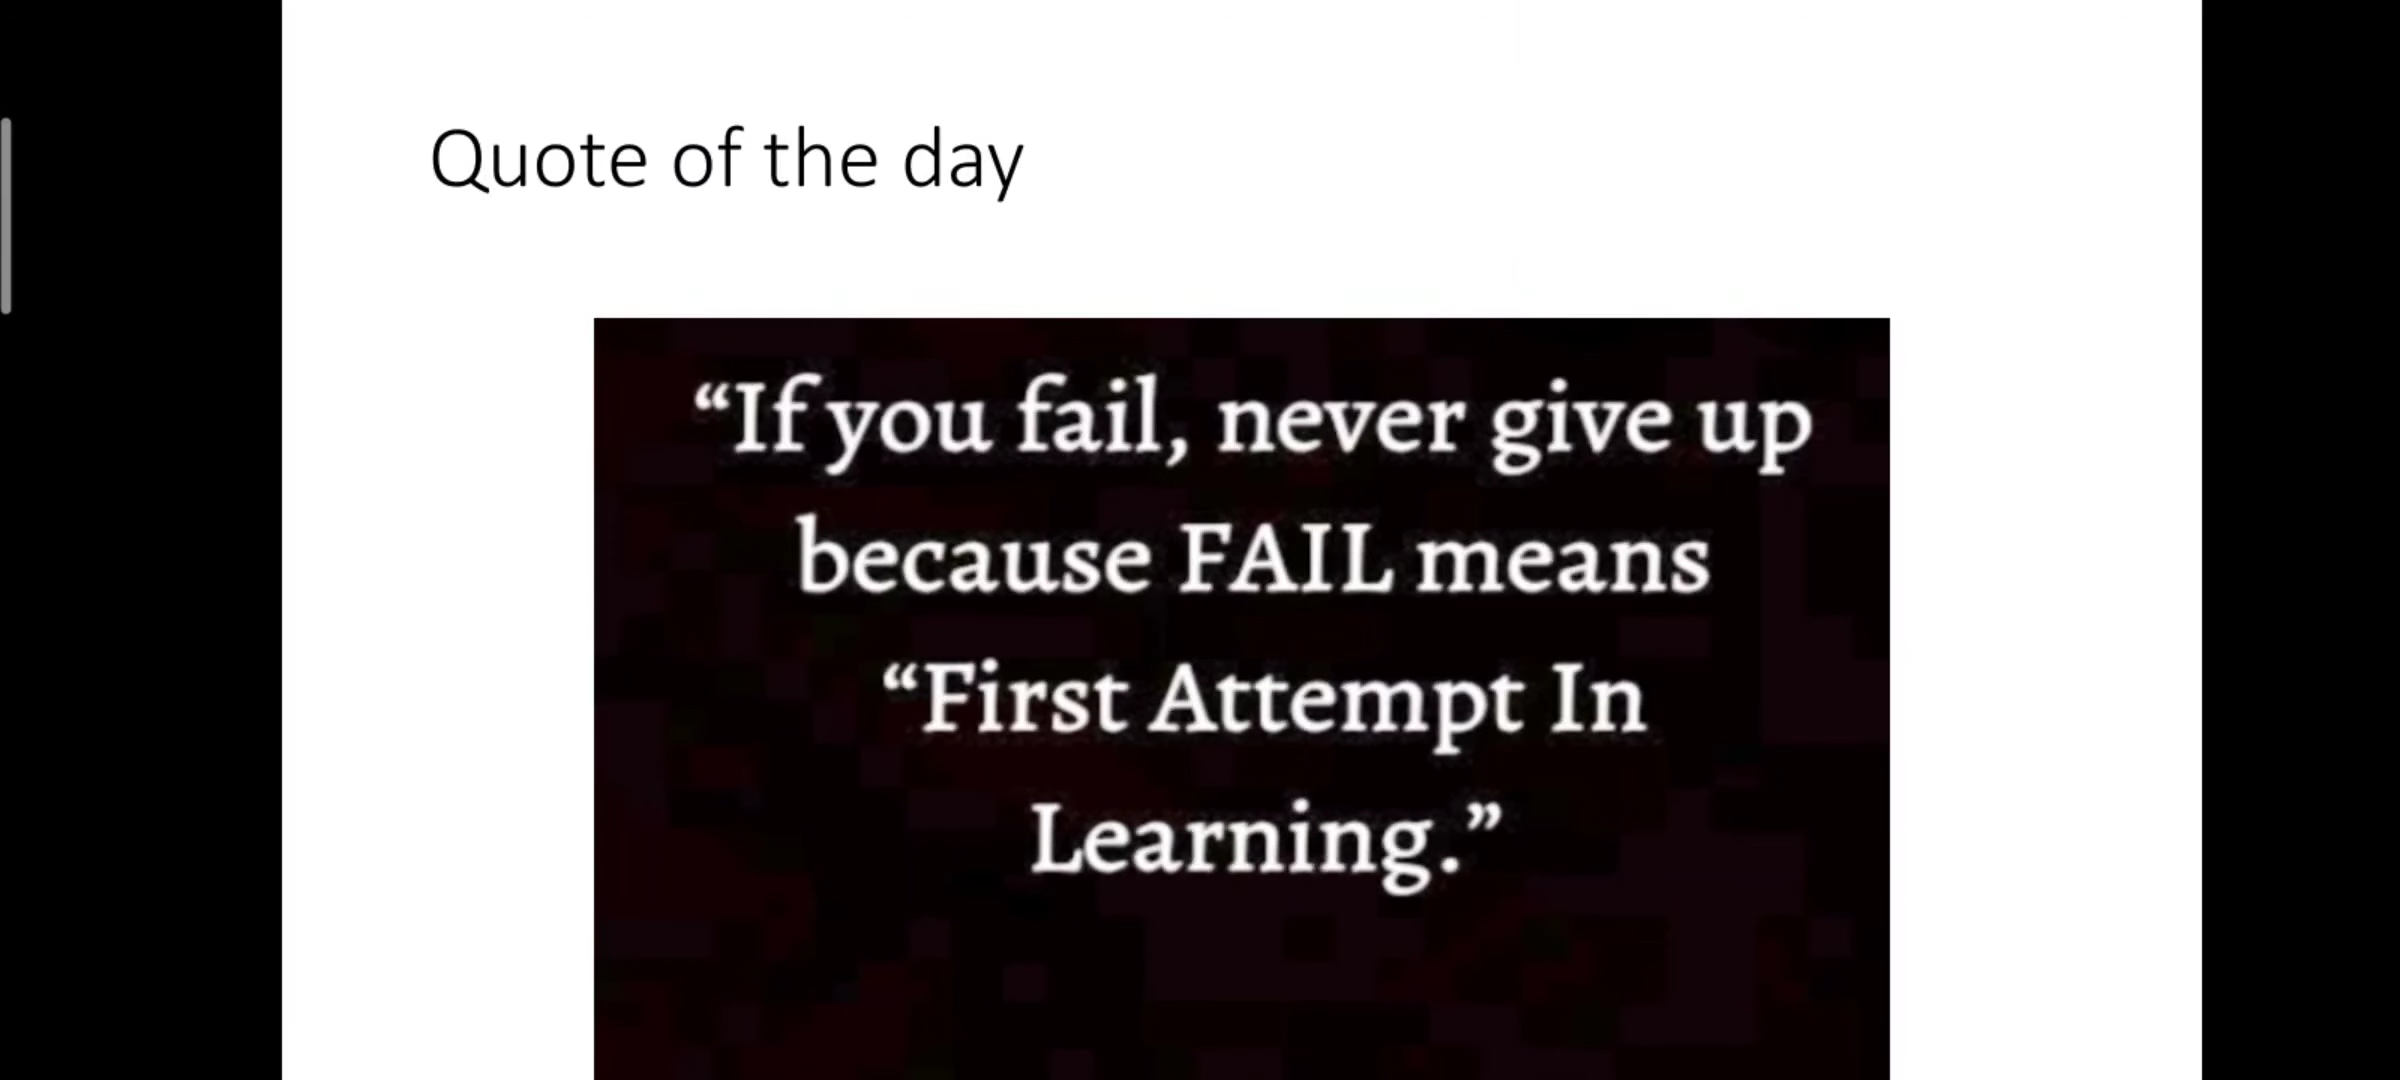 Quote of the day
“If you fail, never give up
because FAIL means
“First Attempt In
Learning.”